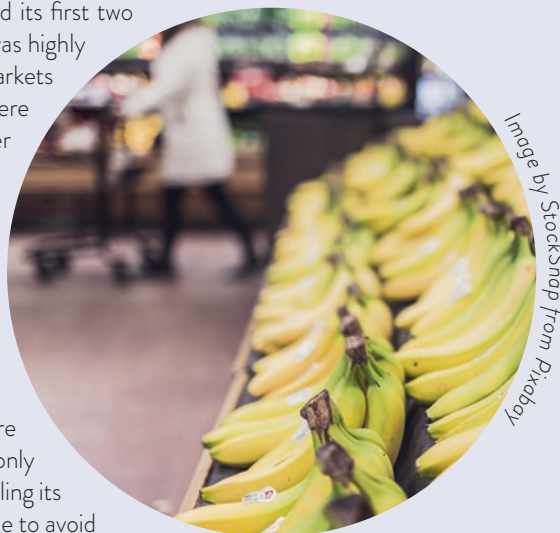 d its first two
as highly
arkets
ere
er
re
only
ling its
e to avoid
Image by StockSnap from Pixabay